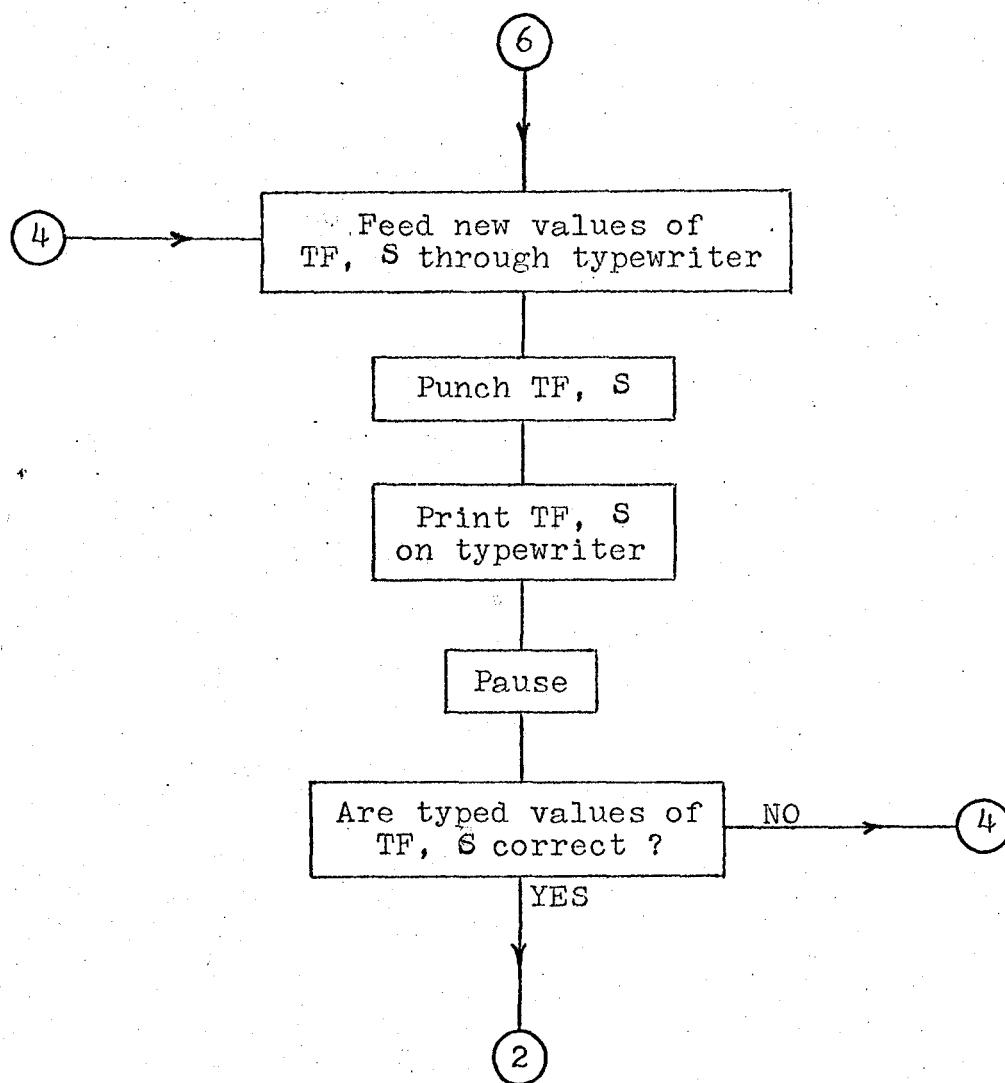 6
4
Feed new values of
TF, S through typewriter
Punch TF, S
Print TF, S
on typewriter
Pause
Are typed values of
TF, S correct ?
NO
4
YES
2